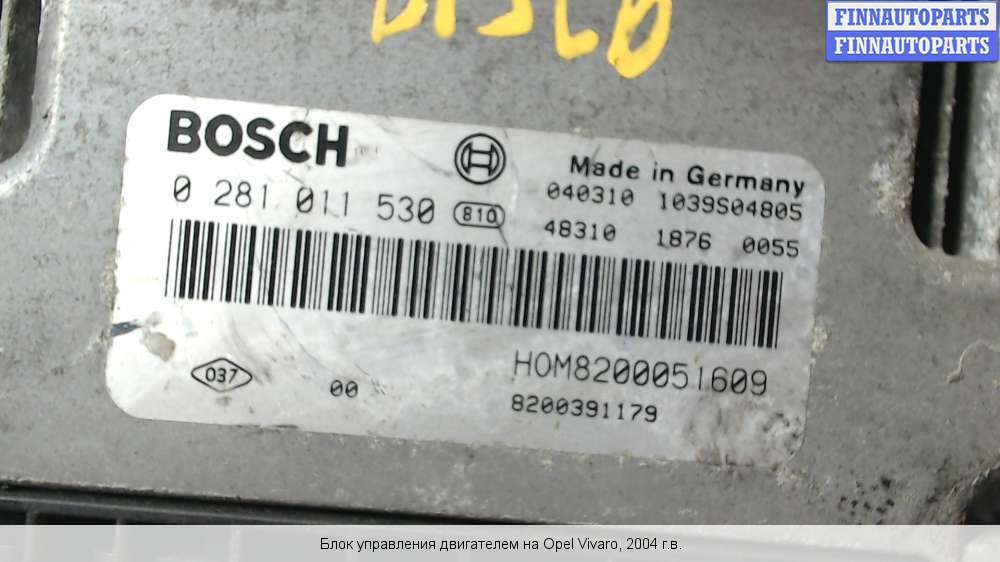 FINNAUTOPARTS
FINNAUTOPARTS
BOSCH
Made in Germany
0 281 011 530 810
040310 1039S04805
48310 1876 0055
HOM8200051609
037
00
8200391179
Блок управления двигателем на Opel Vivaro, 2004 г.в.